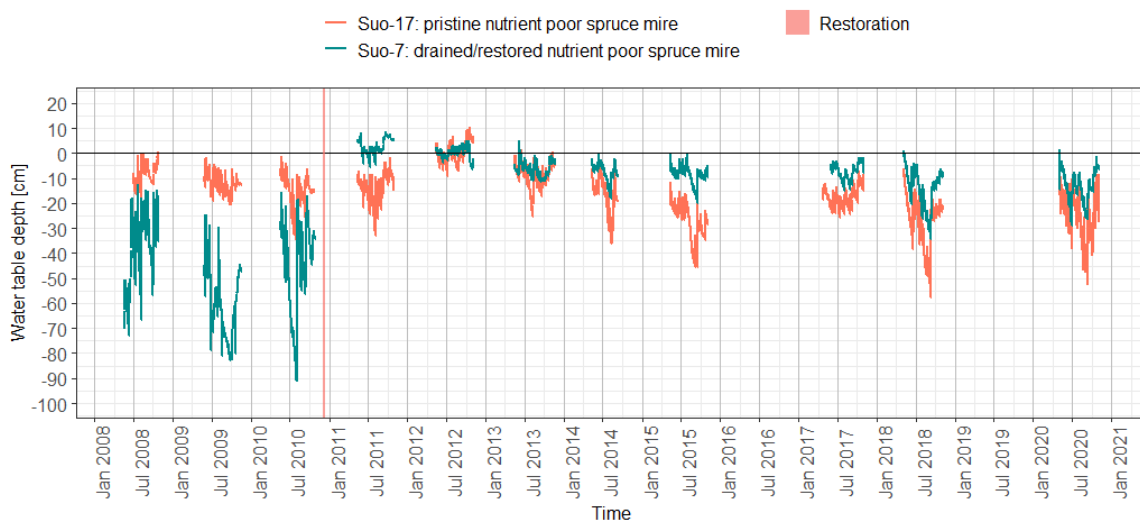 Suo-17: pristine nutrient poor spruce mire
Restoration
Suo-7: drained/restored nutrient poor spruce mire
Water table depth [cm]
20
10
0
-10
-20
-30
-40
-50
-60
-70
-80
-90
-100
Jan 2008
Jul 2008
Jan 2009
Jul 2009
Jan 2010
Jul 2010
Jan 2011
Jul 2011
Jan 2012
Jul 2012
Jan 2013
Jul 2013
Jan 2014
Jul 2014
Jan 2015
Jul 2015
Jan 2016
Jul 2016
Jan 2017
Jul 2017
Jan 2018
Jul 2018
Jan 2019
Jul 2019
Jan 2020
Jul 2020
Jan 2021
Time